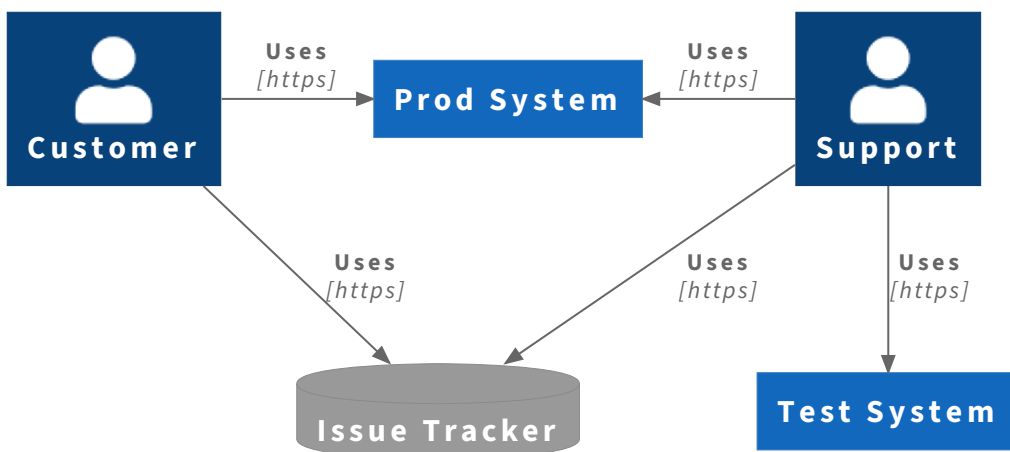 Uses
[https]
Uses
[https]
Prod System
Customer
Support
Uses
[https]
Uses
[https]
Uses
[https]
Issue Tracker
Test System